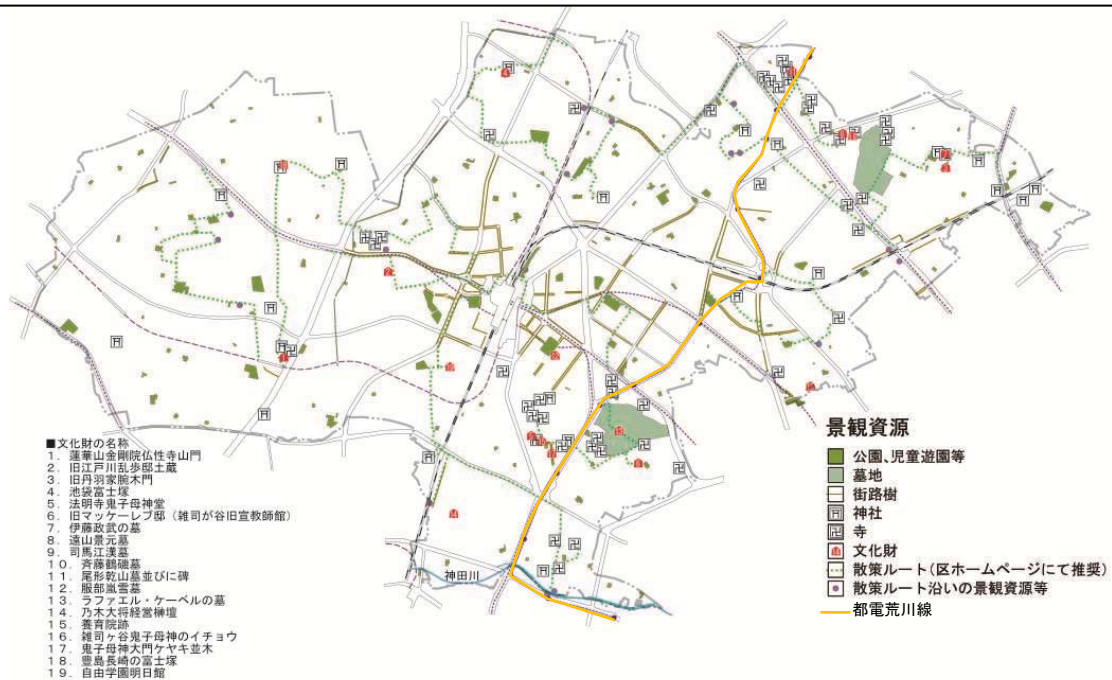 神田川
■文化財の名称
1. 蓮華山金剛院仏性寺山門
2. 旧江戸川乱歩邸土蔵
3. 旧丹羽家腕木門
4. 池袋富士塚
5. 法明寺鬼子母神堂
6. 旧マッケーレブ邸（雑司が谷旧宣教師館）
7. 伊藤政武の墓
8. 遠山景元墓
9. 司馬江漢墓
10. 斉藤鶴磯墓
11. 尾形乾山墓並びに碑
12. 服部嵐雪墓
13. ラファエル・ケーベルの墓
14. 乃木大将経営榊壇
15. 養育院跡
16. 雑司ヶ谷鬼子母神のイチョウ
17. 鬼子母神大門ケヤキ並木
18. 豊島長崎の富士塚
19. 自由学園明日館
景観資源
公園、児童遊園等
墓地
街路樹
神社
寺
文化財
散策ルート（区ホームページにて推奨）
散策ルート沿いの景観資源等
都電荒川線